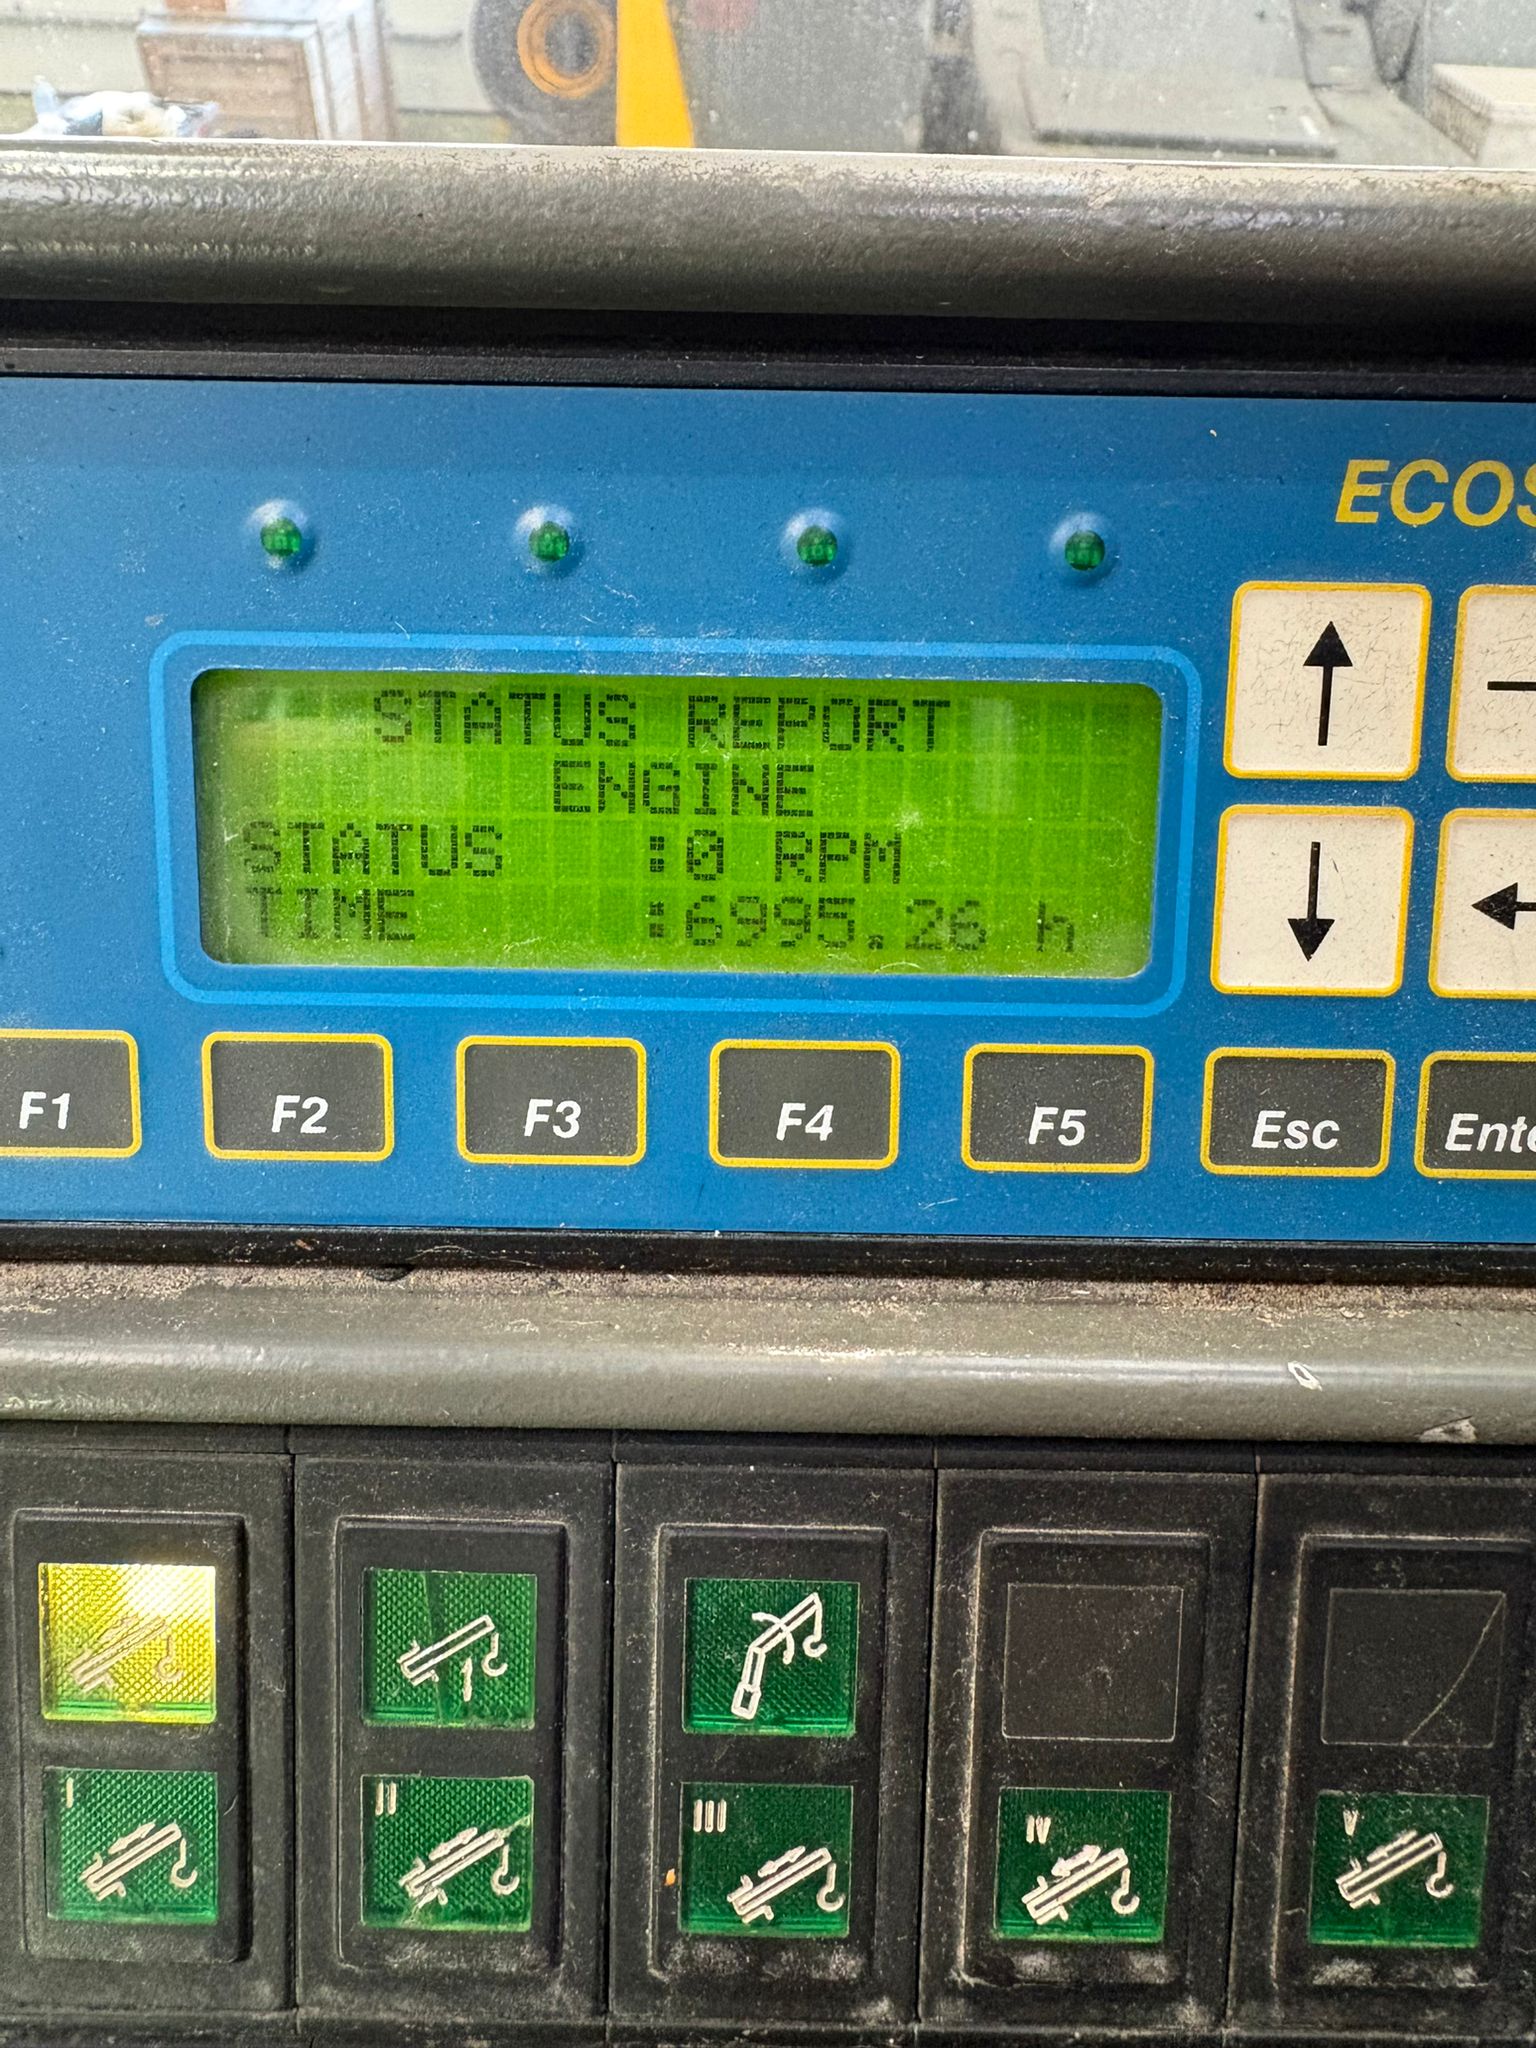 ECOS
STATUS REPORT
ENGINE
STATUS :0 RPM
TIME :6995.26 h
F1 F2 F3 F4 F5 Esc Ente
I II III IV V